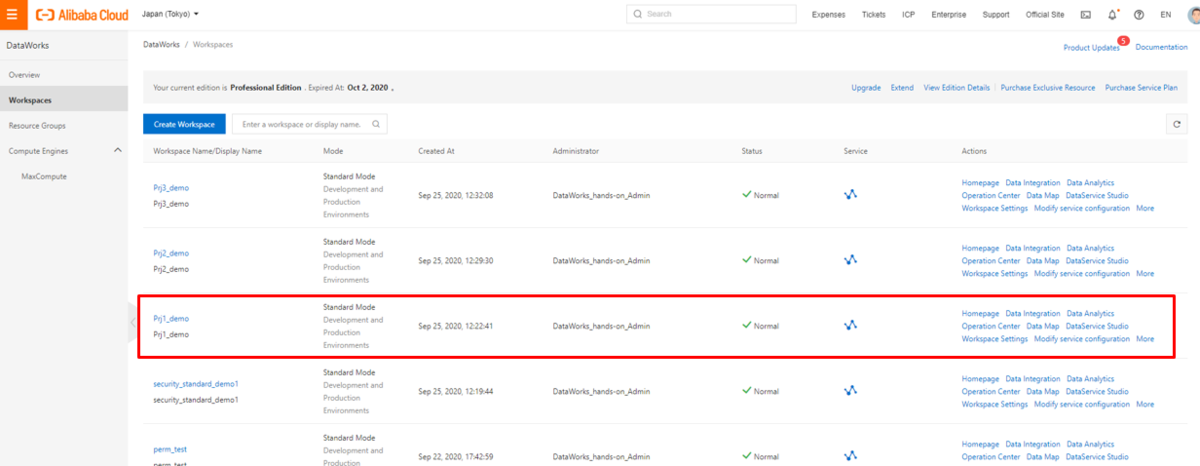 Alibaba Cloud Japan (Tokyo) Search Expenses Tickets ICP Enterprise Support Official Site EN
DataWorks
Overview
Workspaces
Resource Groups
Compute Engines
MaxCompute
DataWorks / Workspaces
Product Updates 5 Documentation
Your current edition is Professional Edition . Expired At: Oct 2, 2020 . Upgrade Extend View Edition Details Purchase Exclusive Resource Purchase Service Plan
Create Workspace Enter a workspace or display name.
Workspace Name/Display Name Mode Created At Administrator Status Service Actions
Prj3_demo
Prj3_demo
Standard Mode
Development and
Production
Environments
Sep 25, 2020, 12:32:08 DataWorks_hands-on_Admin Normal
Homepage Data Integration Data Analytics
Operation Center Data Map DataService Studio
Workspace Settings Modify service configuration More
Prj2_demo
Prj2_demo
Standard Mode
Development and
Production
Environments
Sep 25, 2020, 12:29:30 DataWorks_hands-on_Admin Normal
Homepage Data Integration Data Analytics
Operation Center Data Map DataService Studio
Workspace Settings Modify service configuration More
Prj1_demo
Prj1_demo
Standard Mode
Development and
Production
Environments
Sep 25, 2020, 12:22:41 DataWorks_hands-on_Admin Normal
Homepage Data Integration Data Analytics
Operation Center Data Map DataService Studio
Workspace Settings Modify service configuration More
security_standard_demo1
security_standard_demo1
Standard Mode
Development and
Production
Environments
Sep 25, 2020, 12:19:44 DataWorks_hands-on_Admin Normal
Homepage Data Integration Data Analytics
Operation Center Data Map DataService Studio
Workspace Settings Modify service configuration More
perm_test
perm_test
Standard Mode
Development and
Production
Sep 22, 2020, 17:42:59 DataWorks_hands-on_Admin Normal
Homepage Data Integration Data Analytics
Operation Center Data Map DataService Studio